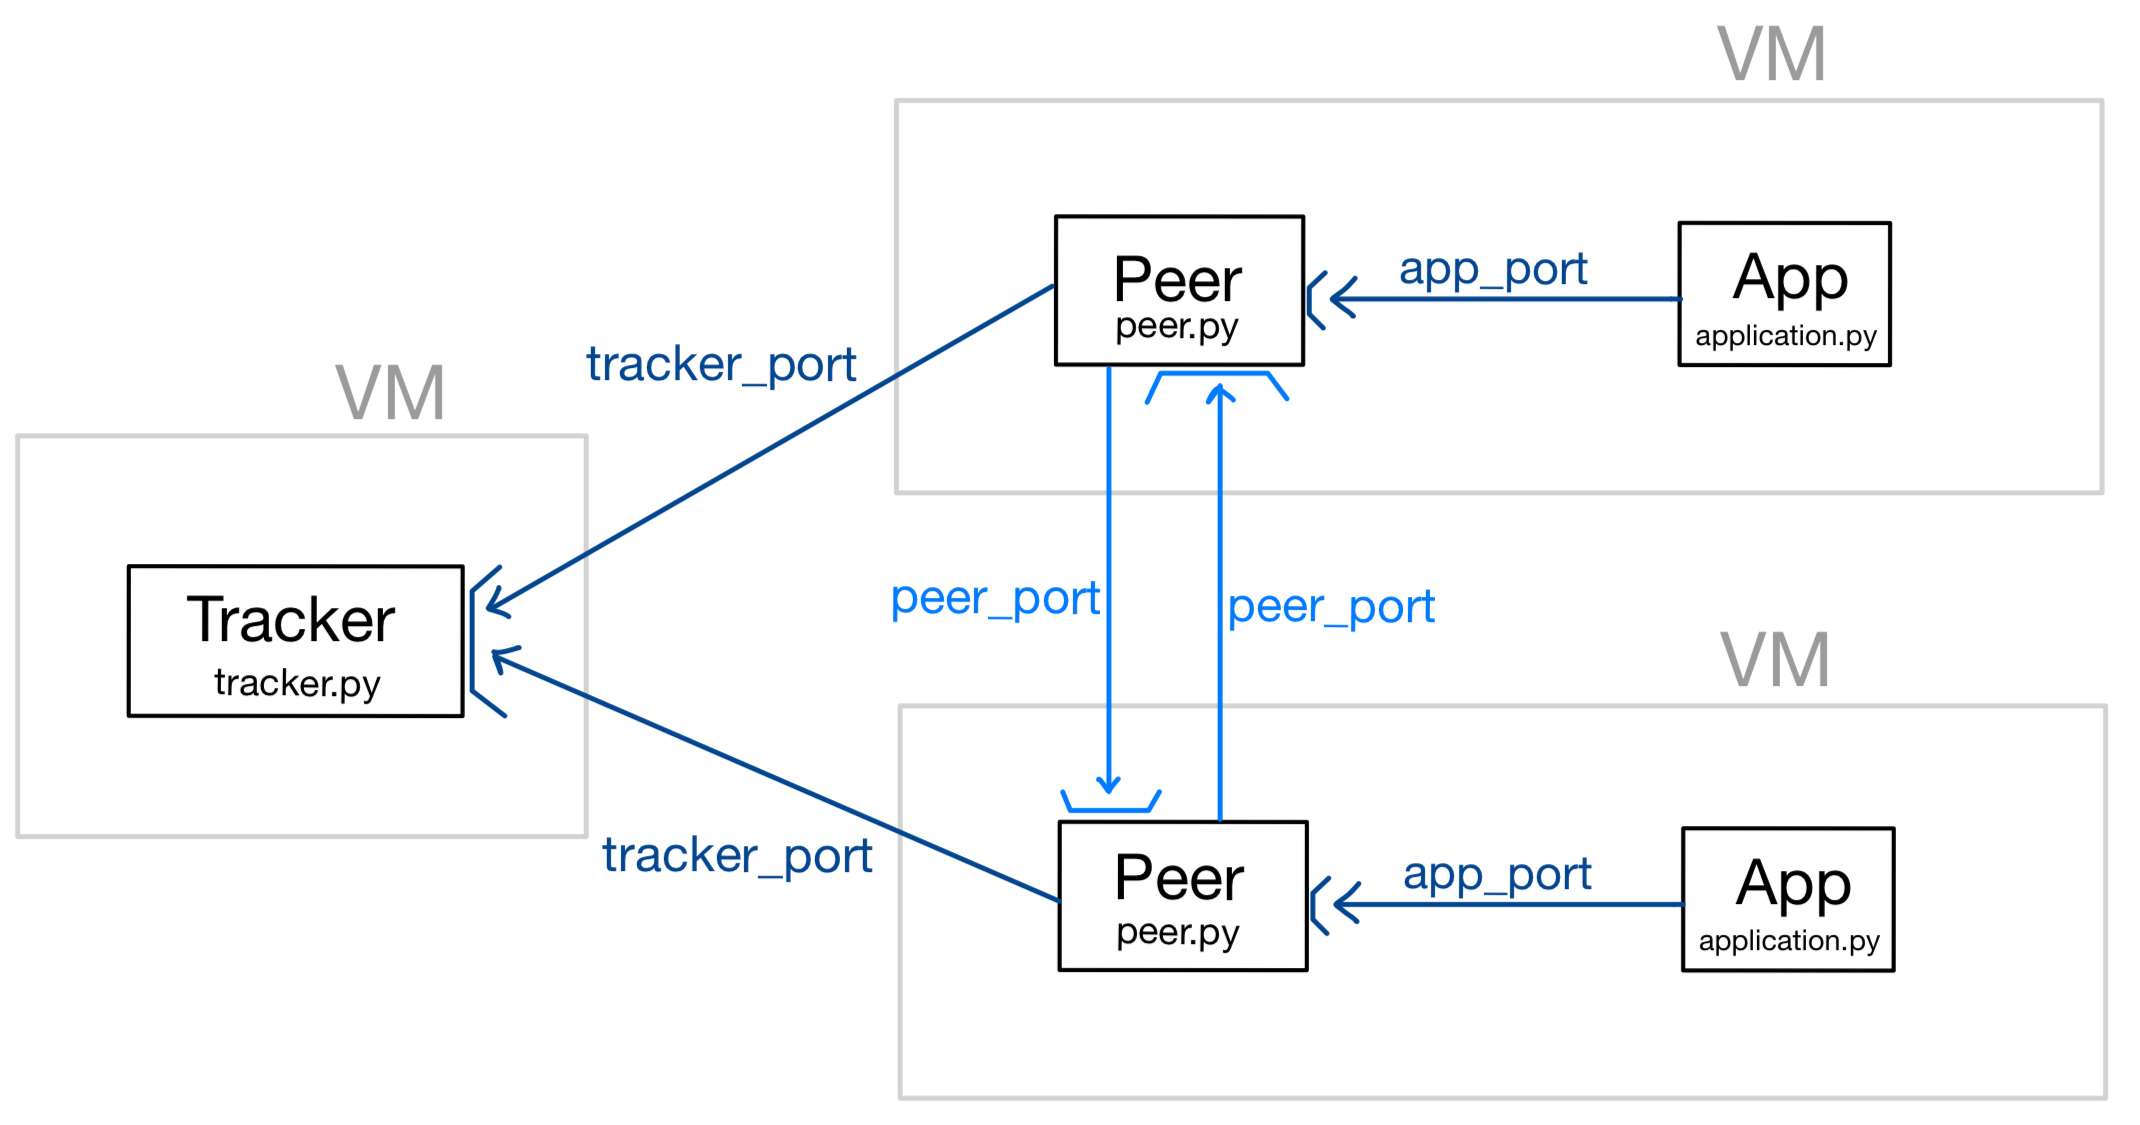 VM
Peer
peer.py
app_port
App
application.py
tracker_port
VM
Tracker
tracker.py
peer_port
peer_port
VM
tracker_port
Peer
peer.py
app_port
App
application.py